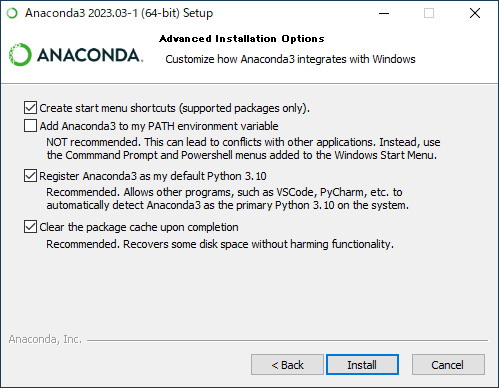 Anaconda3 2023.03-1 (64-bit) Setup
Advanced Installation Options
ANACONDA.
Customize how Anaconda3 integrates with Windows
Create start menu shortcuts (supported packages only).
Add Anaconda3 to my PATH environment variable
NOT recommended. This can lead to conflicts with other applications. Instead, use
the Commmand Prompt and Powershell menus added to the Windows Start Menu.
Register Anaconda3 as my default Python 3.10
Recommended. Allows other programs, such as VSCode, PyCharm, etc. to
automatically detect Anaconda3 as the primary Python 3.10 on the system.
Clear the package cache upon completion
Recommended. Recovers some disk space without harming functionality.
Anaconda, Inc.
< Back
Install
Cancel